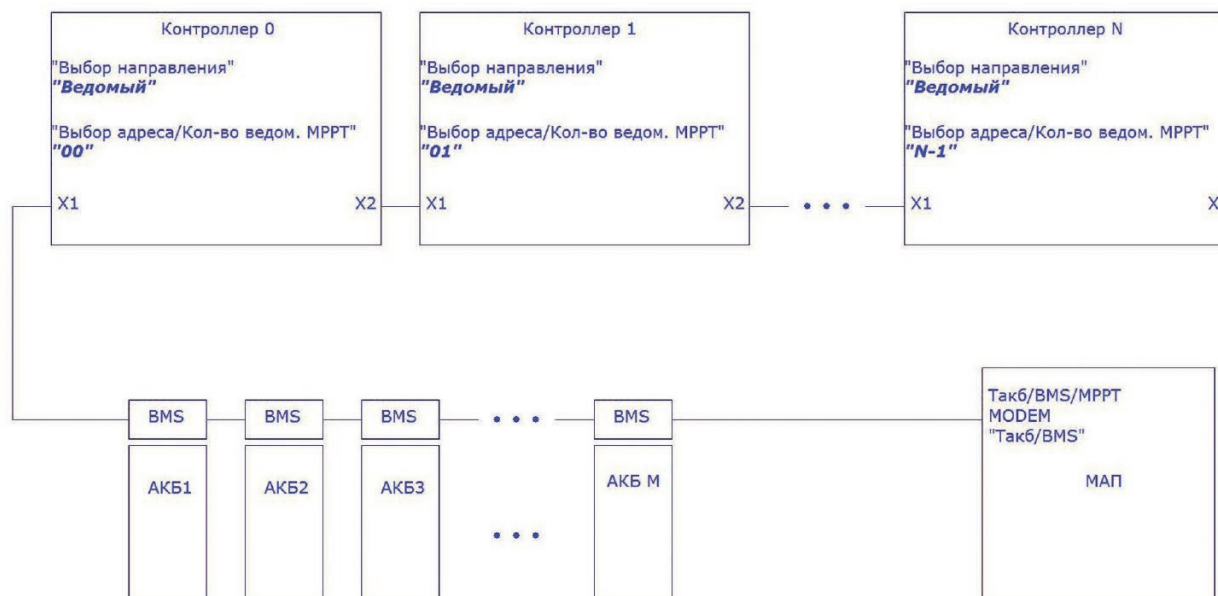 Контроллер 0
"Выбор направления"
"Ведомый"
"Выбор адреса/Кол-во ведом. MPPT"
"00"
X1
X2
Контроллер 1
"Выбор направления"
"Ведомый"
"Выбор адреса/Кол-во ведом. MPPT"
"01"
X1
X2
Контроллер N
"Выбор направления"
"Ведомый"
"Выбор адреса/Кол-во ведом. MPPT"
"N-1"
X1
X
BMS
BMS
BMS
BMS
АКБ1
АКБ2
АКБ3
АКБ М
Такб/BMS/MPPT
MODEM
"Такб/BMS"
МАП